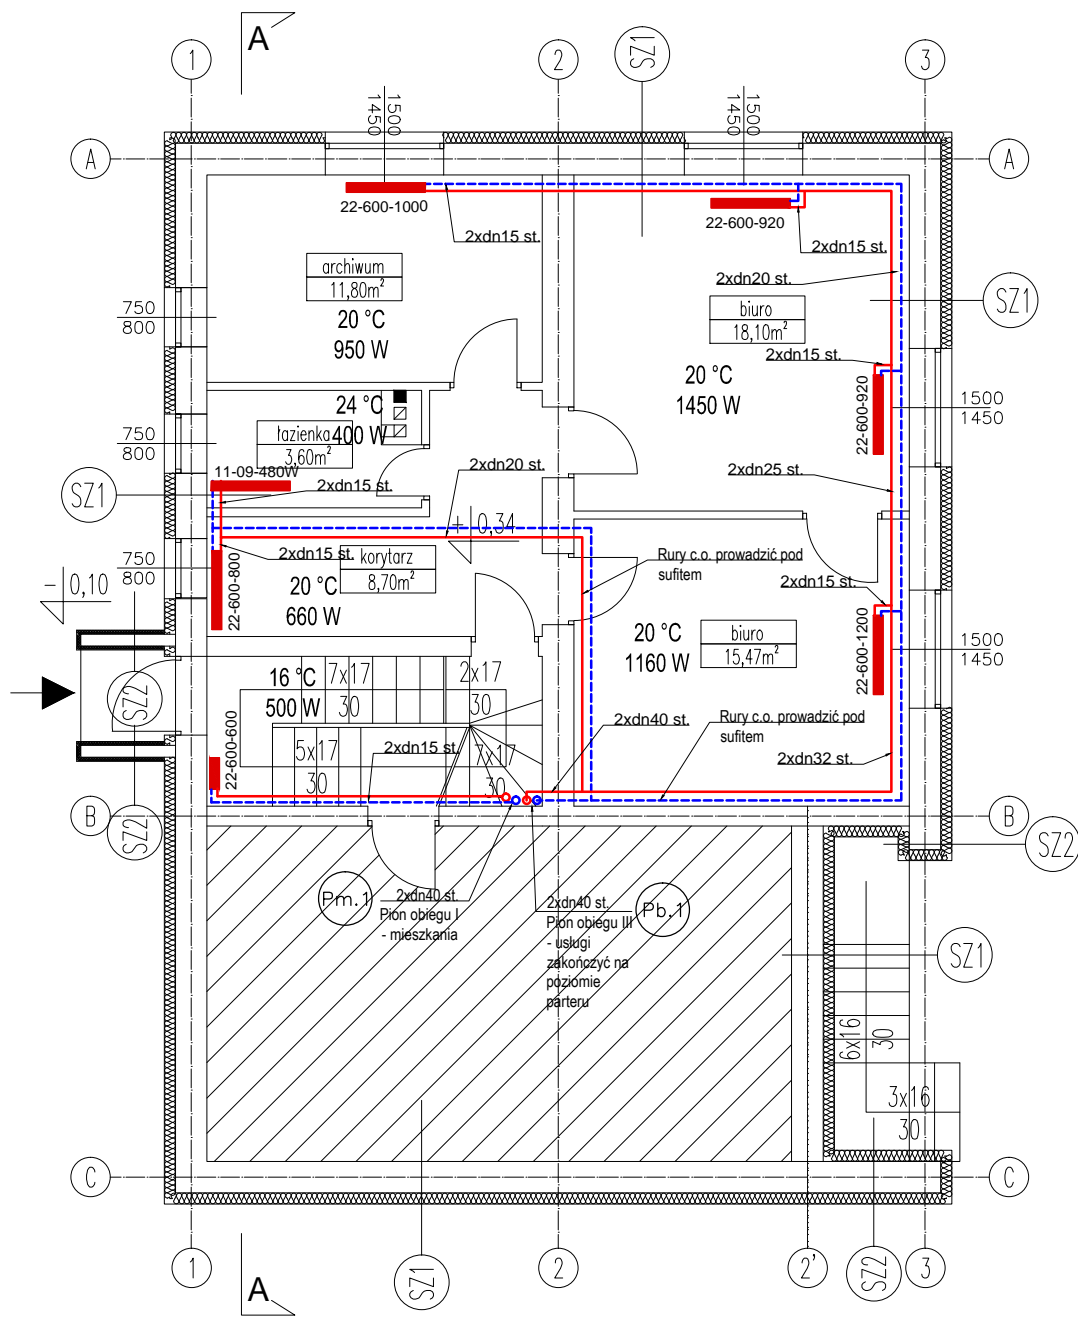 A
1
2
3
SZ1
1500
1450
1500
1450
A
A
22-600-1000
22-600-920
2xdn15 st.
2xdn15 st.
archiwum
11,80m²
20 °C
950 W
2xdn20 st.
SZ1
biuro
18,10m²
750
800
2xdn15 st.
20 °C
1450 W
22-600-920
1500
1450
24 °C
400 W
łazienka
3,60m²
750
800
11-09-480W
2xdn15 st.
2xdn20 st.
2xdn25 st.
SZ1
+ 0,34
2xdn15 st.
korytarz
8,70m²
Rury c.o. prowadzić pod
sufitem
750
800
22-600-800
20 °C
660 W
2xdn15 st.
- 0,10
20 °C
1160 W
biuro
15,47m²
22-600-1200
1500
1450
16 °C
500 W
7x17
30
2x17
30
SZ2
2xdn40 st.
Rury c.o. prowadzić pod
sufitem
22-600-600
5x17
30
2xdn15 st.
7x17
30
2xdn32 st.
B
B
SZ2
SZ2
Pm.1
2xdn40 st.
Pion obiegu I
- mieszkania
2xdn40 st.
Pion obiegu III
- usługi
zakończyć na
poziomie
parteru
Pb.1
SZ1
6x16
30
3x16
30
C
C
1
SZ1
2
2'
SZ2
3
A